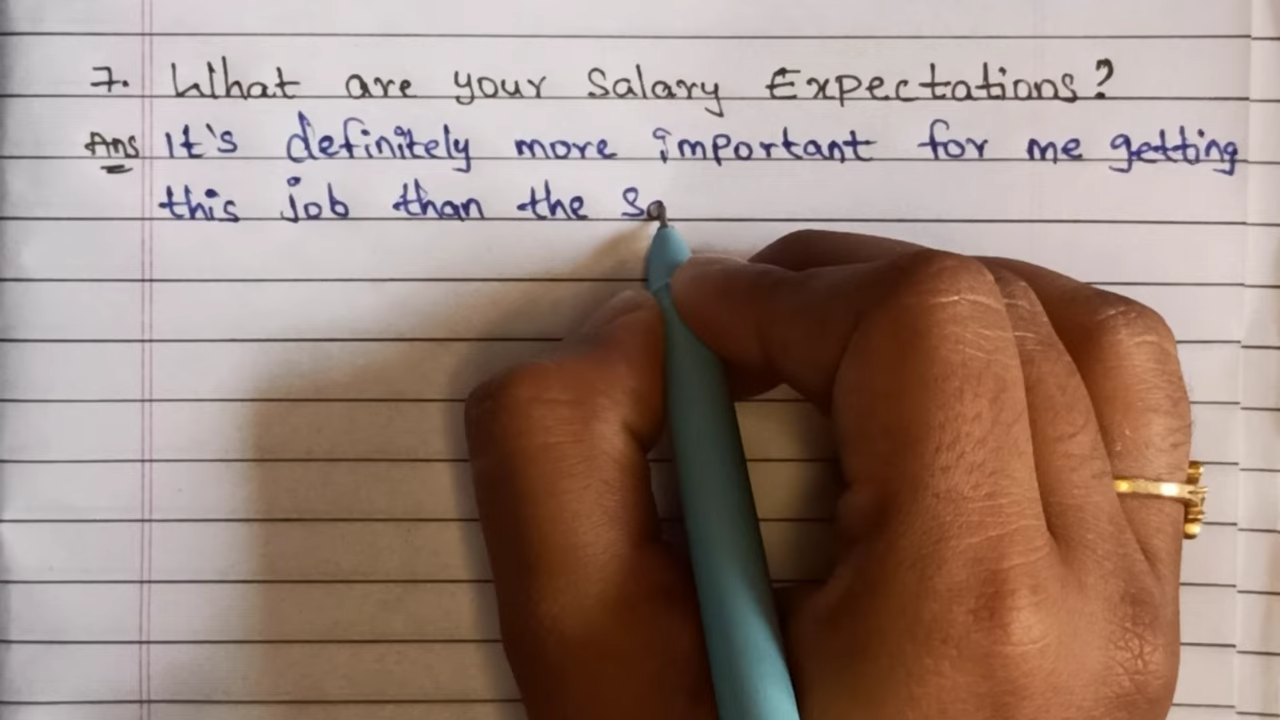 7. What are your Salary Expectations?
Ans It's definitely more important for me getting
this job than the Sa